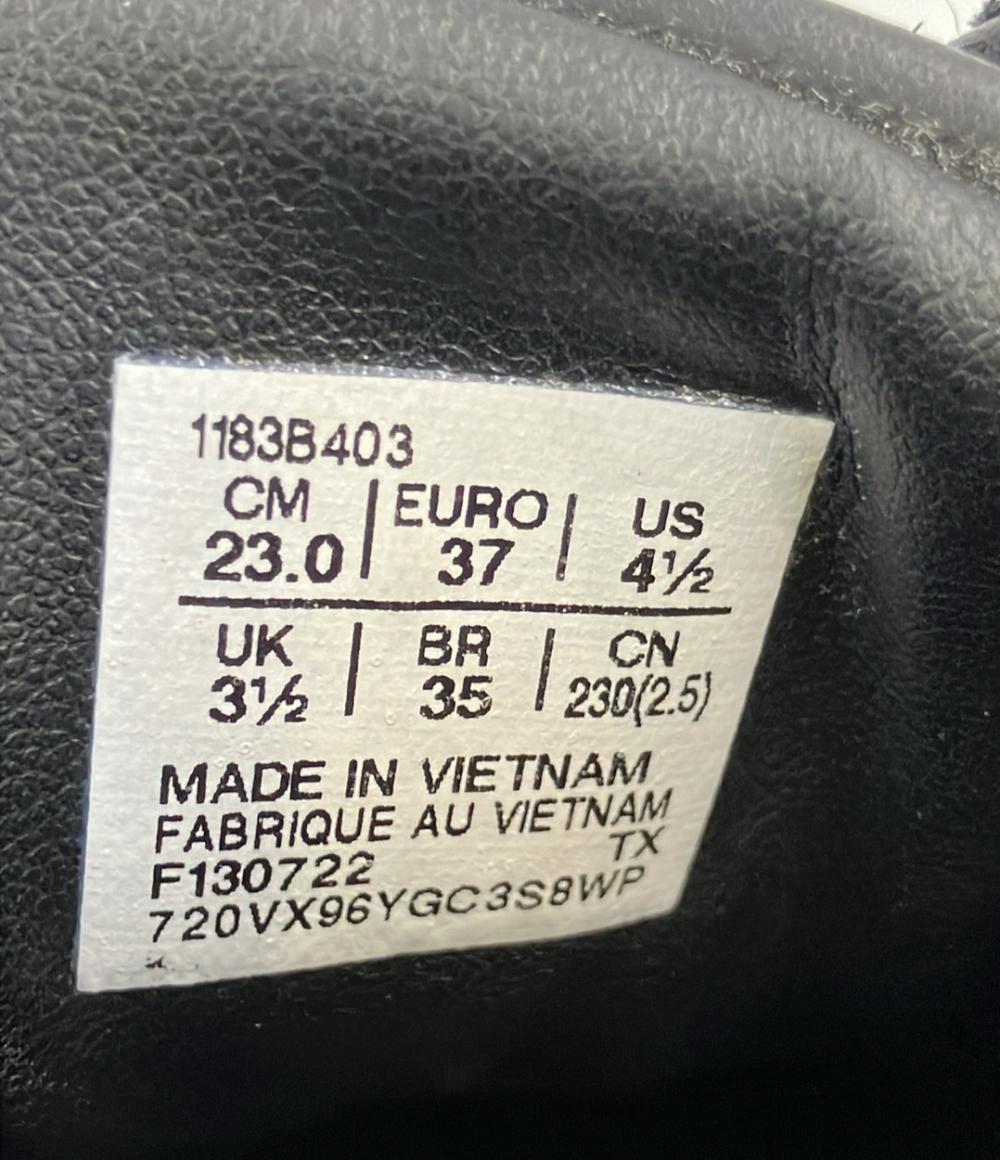 1183B403
CM | EURO | US
23.0 | 37 | 4½
UK | BR | CN
3½ | 35 | 230(2.5)
MADE IN VIETNAM
FABRIQUE AU VIETNAM
F130722 TX
720VX96YGC3S8WP